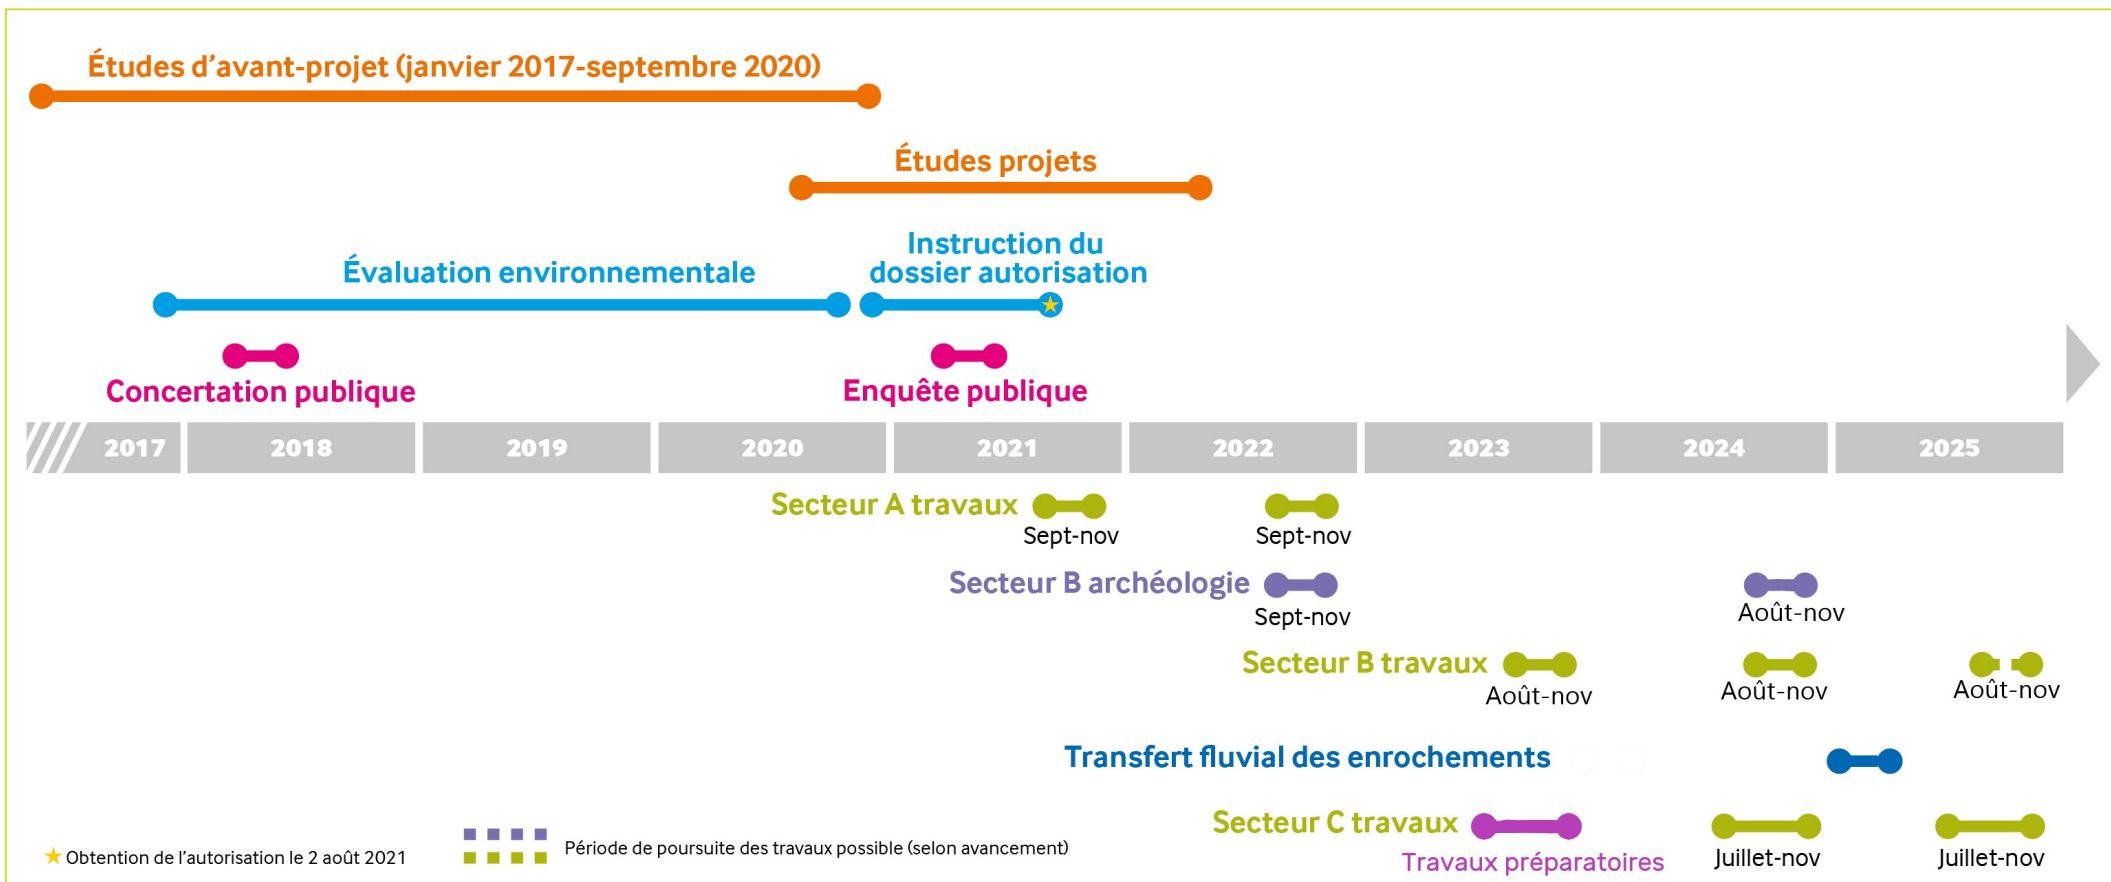 Études d’avant-projet (janvier 2017-septembre 2020)
Études projets
Instruction du
dossier autorisation
Évaluation environnementale
Concertation publique
Enquête publique
2017
2018
2019
2020
2021
2022
2023
2024
2025
Secteur A travaux
Sept-nov
Sept-nov
Secteur B archéologie
Sept-nov
Août-nov
Secteur B travaux
Août-nov
Août-nov
Août-nov
Transfert fluvial des enrochements
Secteur C travaux
Travaux préparatoires
Juillet-nov
Juillet-nov
Obtention de l’autorisation le 2 août 2021
Période de poursuite des travaux possible (selon avancement)